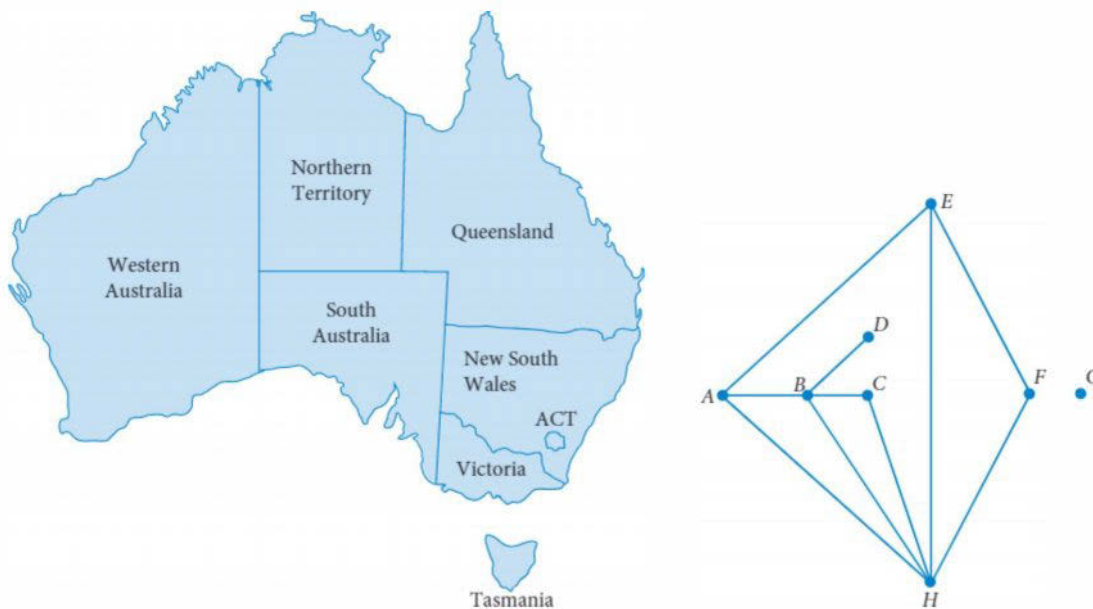 Northern
Territory
Queensland
Western
Australia
South
Australia
New South
Wales
ACT
Victoria
Tasmania
E
D
A
B
C
F
H